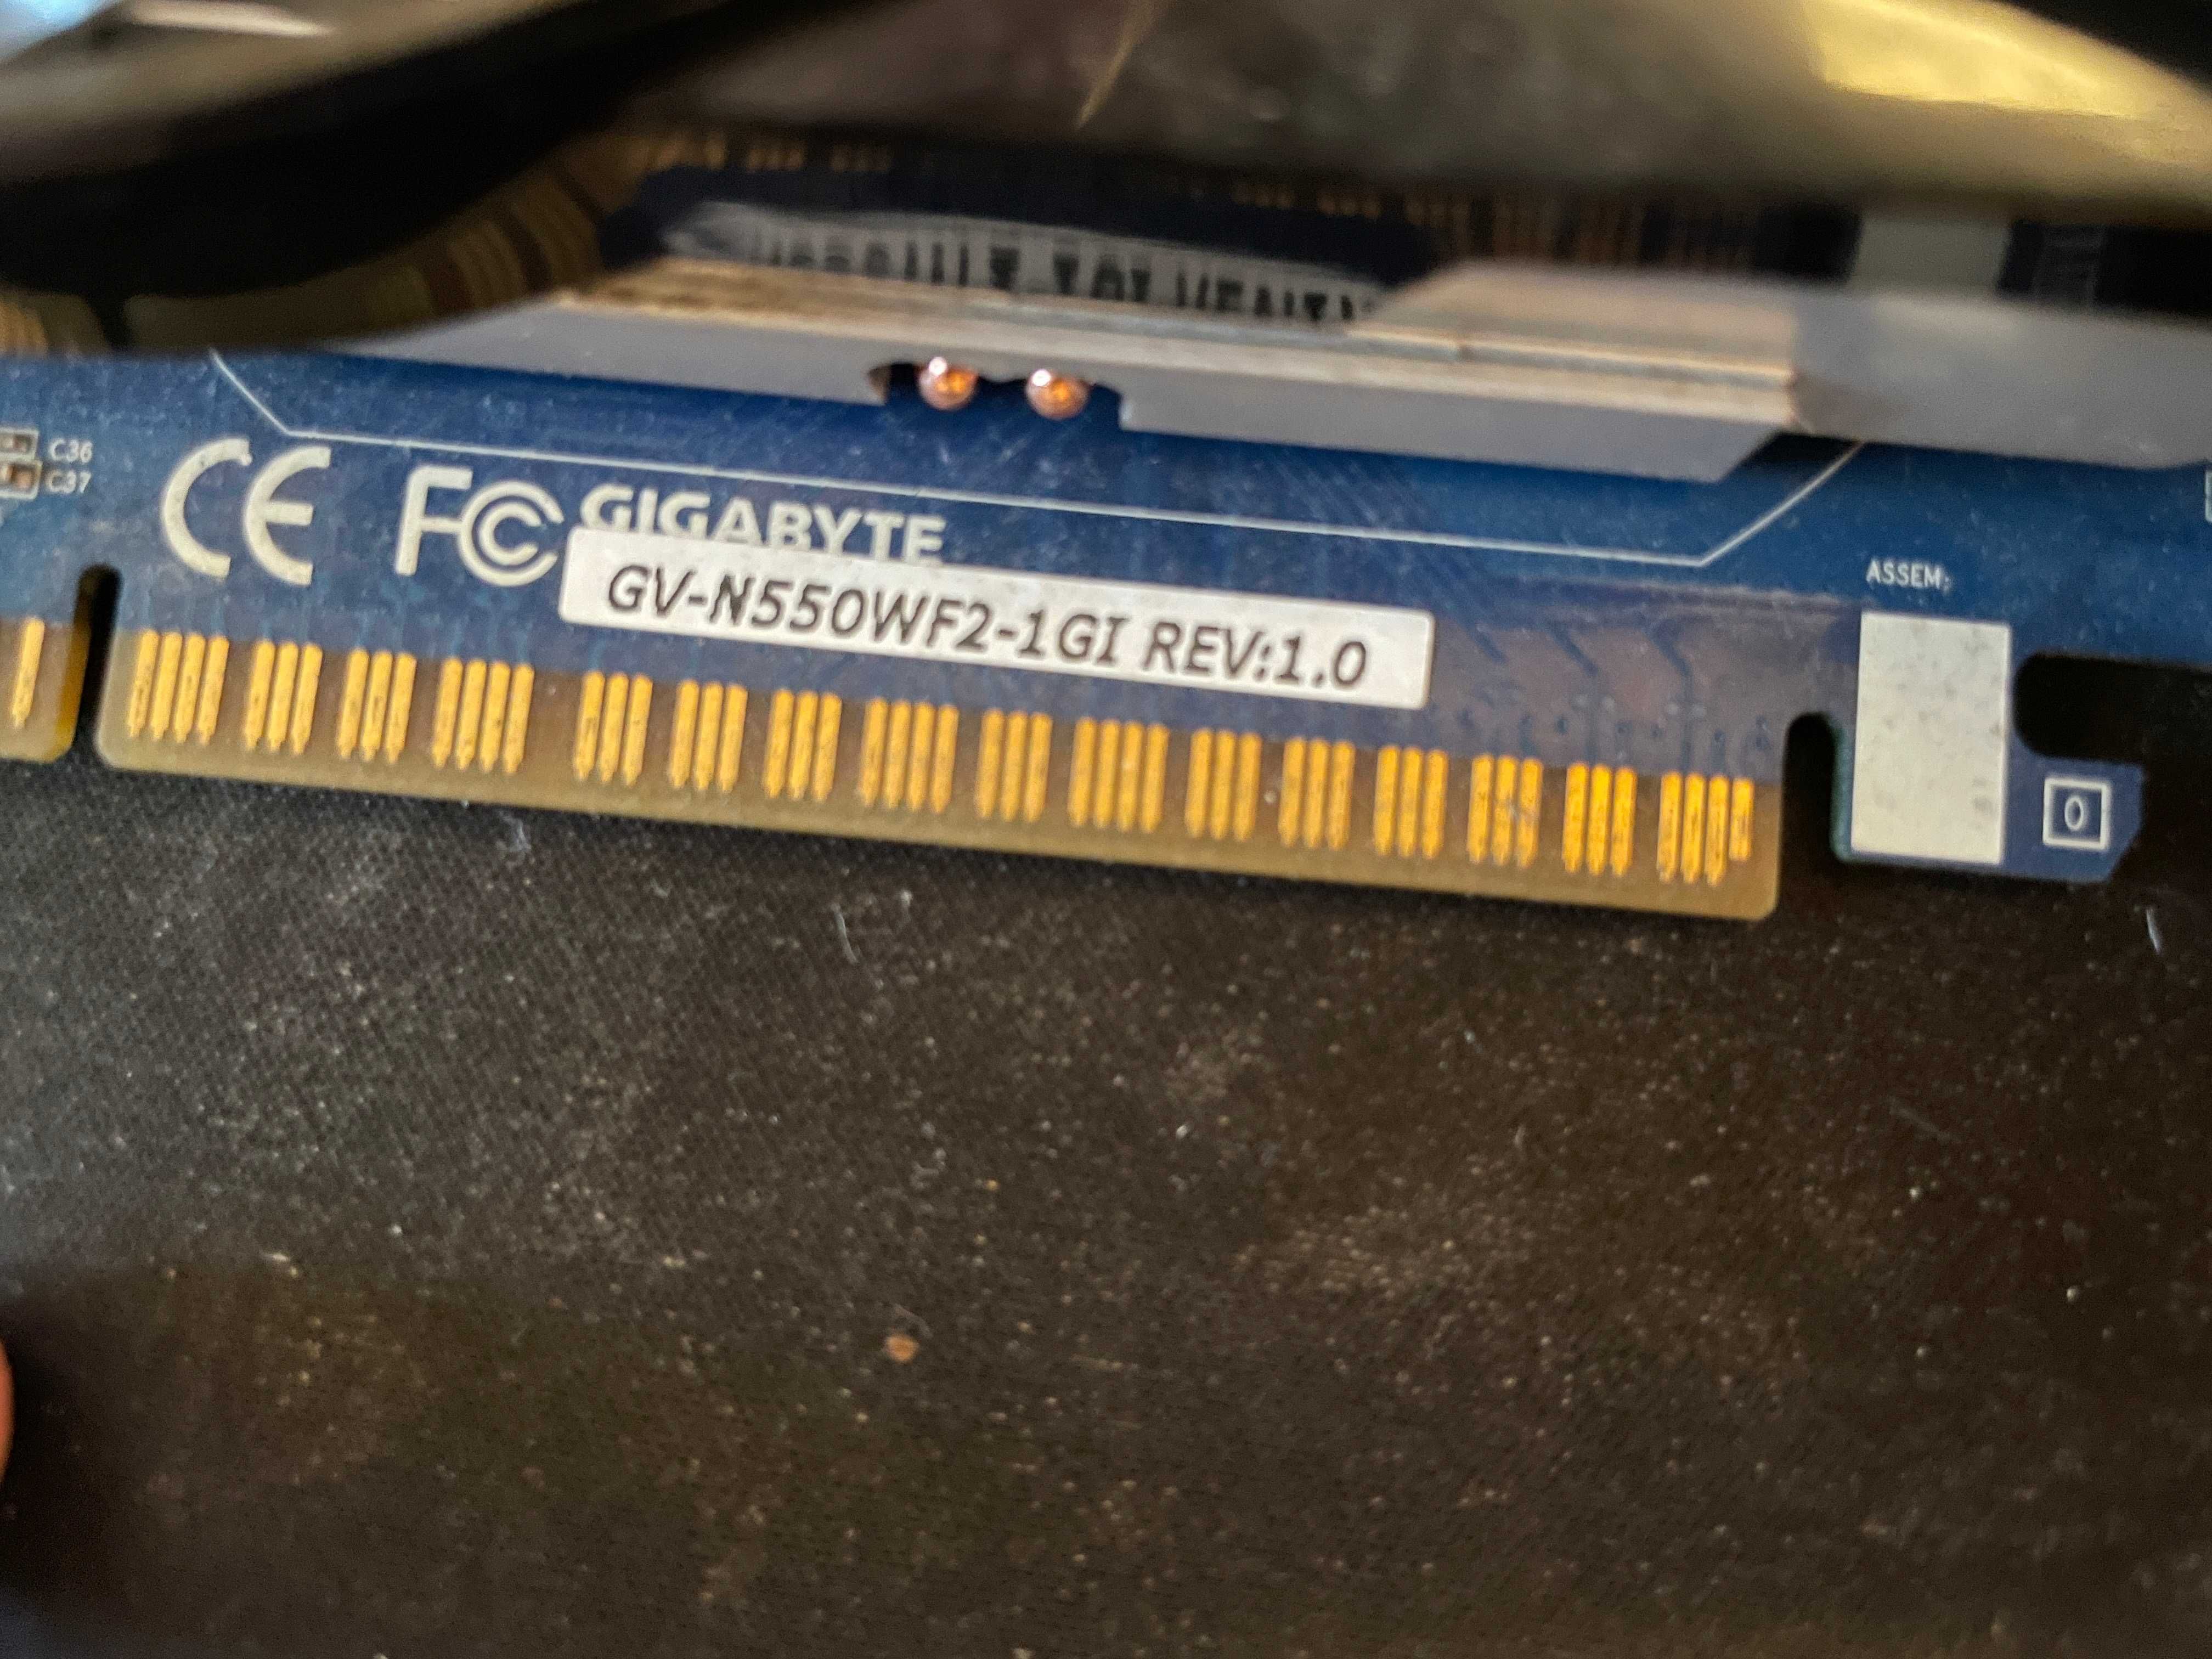 C36
C37
CE FC GIGABYTE
GV-N550WF2-1GI REV:1.0
ASSEM:
0